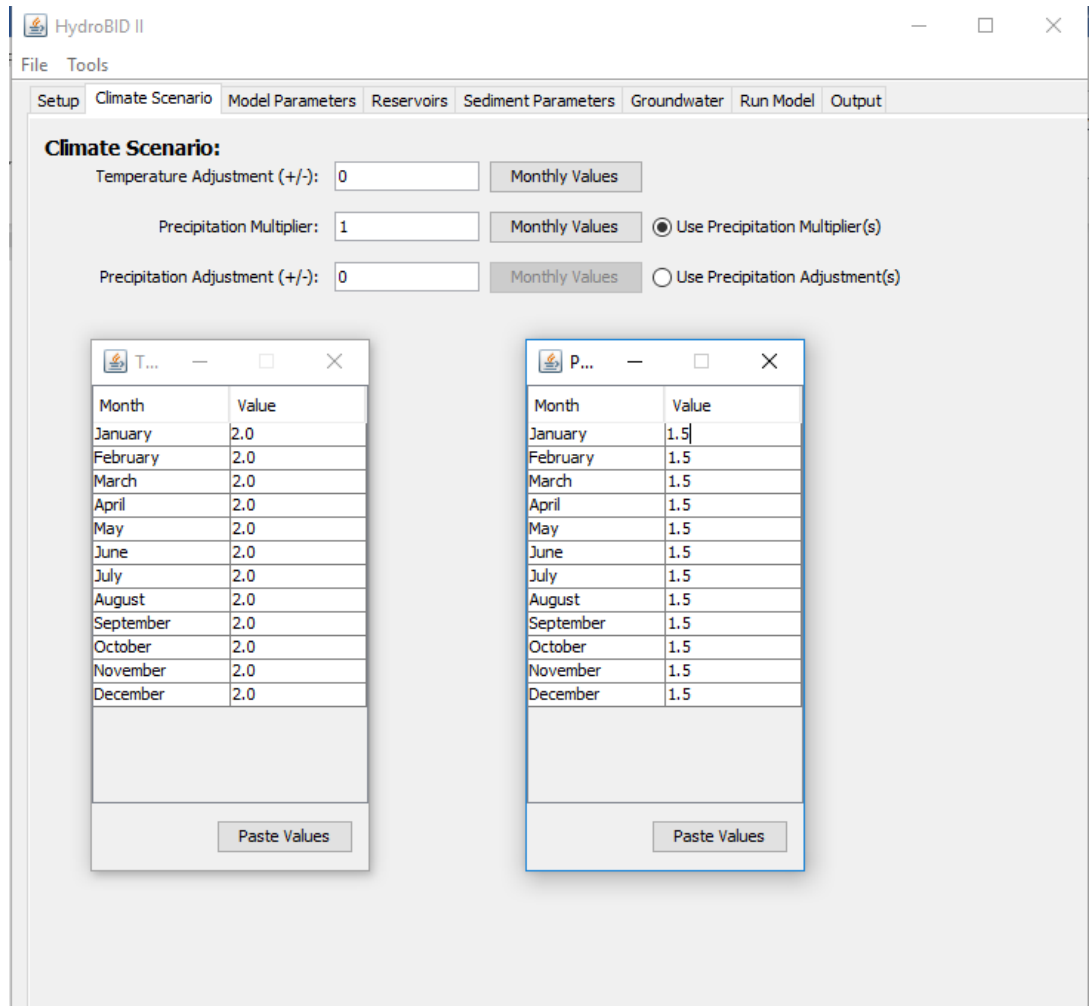 HydroBID II
File Tools
Setup Climate Scenario Model Parameters Reservoirs Sediment Parameters Groundwater Run Model Output
Climate Scenario:
Temperature Adjustment (+/-): 0 Monthly Values
Precipitation Multiplier: 1 Monthly Values Use Precipitation Multiplier(s)
Precipitation Adjustment (+/-): 0 Monthly Values Use Precipitation Adjustment(s)
T...
Month Value
January 2.0
February 2.0
March 2.0
April 2.0
May 2.0
June 2.0
July 2.0
August 2.0
September 2.0
October 2.0
November 2.0
December 2.0
Paste Values
P...
Month Value
January 1.5
February 1.5
March 1.5
April 1.5
May 1.5
June 1.5
July 1.5
August 1.5
September 1.5
October 1.5
November 1.5
December 1.5
Paste Values